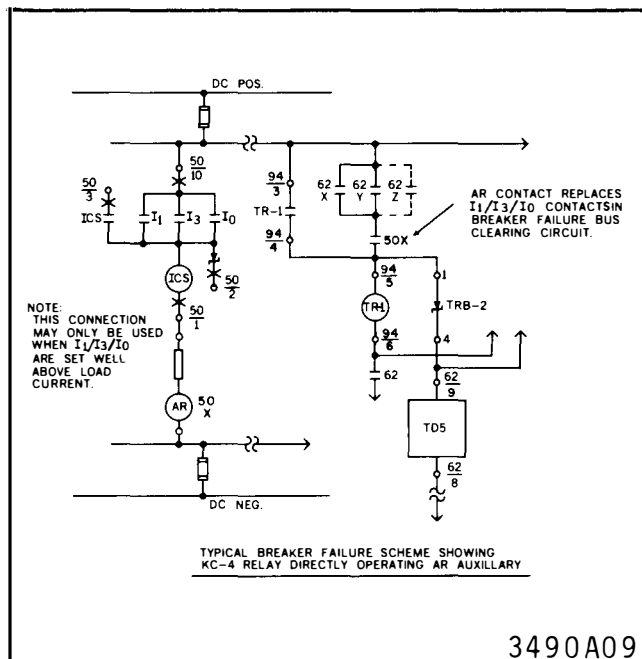 DC POS.
50
10
94
3
62
X
62
Y
62
Z
50
3
ICS
I1
I3
I0
TR-1
AR CONTACT REPLACES
I1/I3/I0 CONTACTSIN
BREAKER FAILURE BUS
CLEARING CIRCUIT.
94
4
50X
ICS
50
2
94
5
1
NOTE:
THIS CONNECTION
MAY ONLY BE USED
WHEN I1/I3/I0
ARE SET WELL
ABOVE LOAD
CURRENT.
50
1
TR-1
TRB-2
94
6
4
62
62
9
AR
50
X
TD5
62
8
DC NEG.
TYPICAL BREAKER FAILURE SCHEME SHOWING
KC-4 RELAY DIRECTLY OPERATING AR AUXILLARY
3490A09